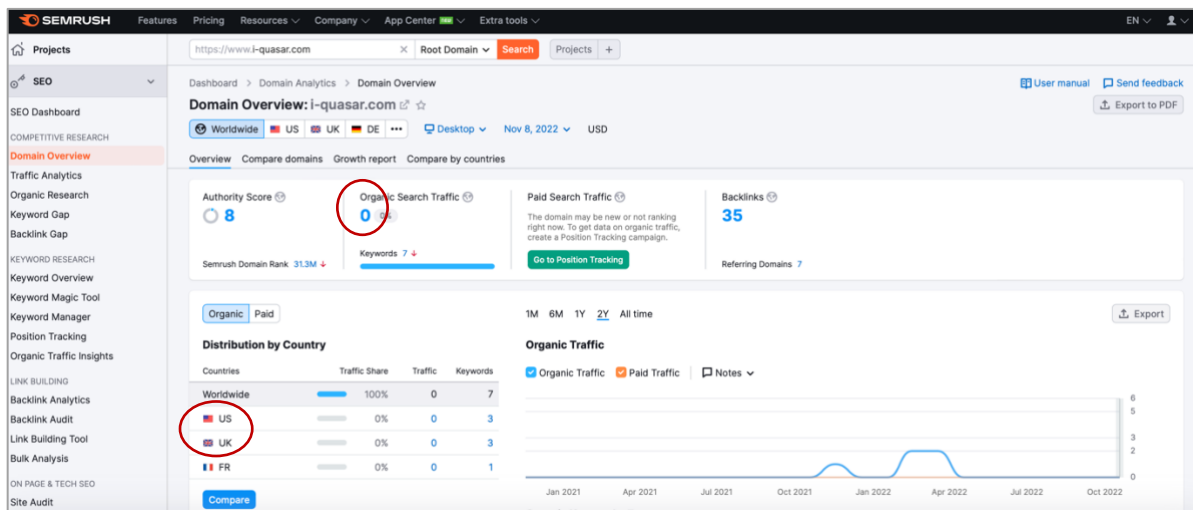 SEMRUSH Features Pricing Resources Company App Center NEW Extra tools EN
Projects
https://www.i-quasar.com × Root Domain Search Projects +
SEO
Dashboard > Domain Analytics > Domain Overview User manual Send feedback
Domain Overview: i-quasar.com Export to PDF
Worldwide US UK DE ••• Desktop Nov 8, 2022 USD
Overview Compare domains Growth report Compare by countries
SEO Dashboard
COMPETITIVE RESEARCH
Domain Overview
Traffic Analytics
Organic Research
Keyword Gap
Backlink Gap
KEYWORD RESEARCH
Keyword Overview
Keyword Magic Tool
Keyword Manager
Position Tracking
Organic Traffic Insights
LINK BUILDING
Backlink Analytics
Backlink Audit
Link Building Tool
Bulk Analysis
ON PAGE & TECH SEO
Site Audit
Authority Score
8
Semrush Domain Rank 31.3M ↓
Organic Search Traffic
0 0%
Keywords 7 ↓
Paid Search Traffic
The domain may be new or not ranking
right now. To get data on organic traffic,
create a Position Tracking campaign.
Go to Position Tracking
Backlinks
35
Referring Domains 7
Organic Paid
Distribution by Country
Countries Traffic Share Traffic Keywords
Worldwide 100% 0 7
US 0% 0 3
UK 0% 0 3
FR 0% 0 1
Compare
1M 6M 1Y 2Y All time Export
Organic Traffic
Organic Traffic Paid Traffic Notes
6
5
3
2
0
Jan 2021 Apr 2021 Jul 2021 Oct 2021 Jan 2022 Apr 2022 Jul 2022 Oct 2022